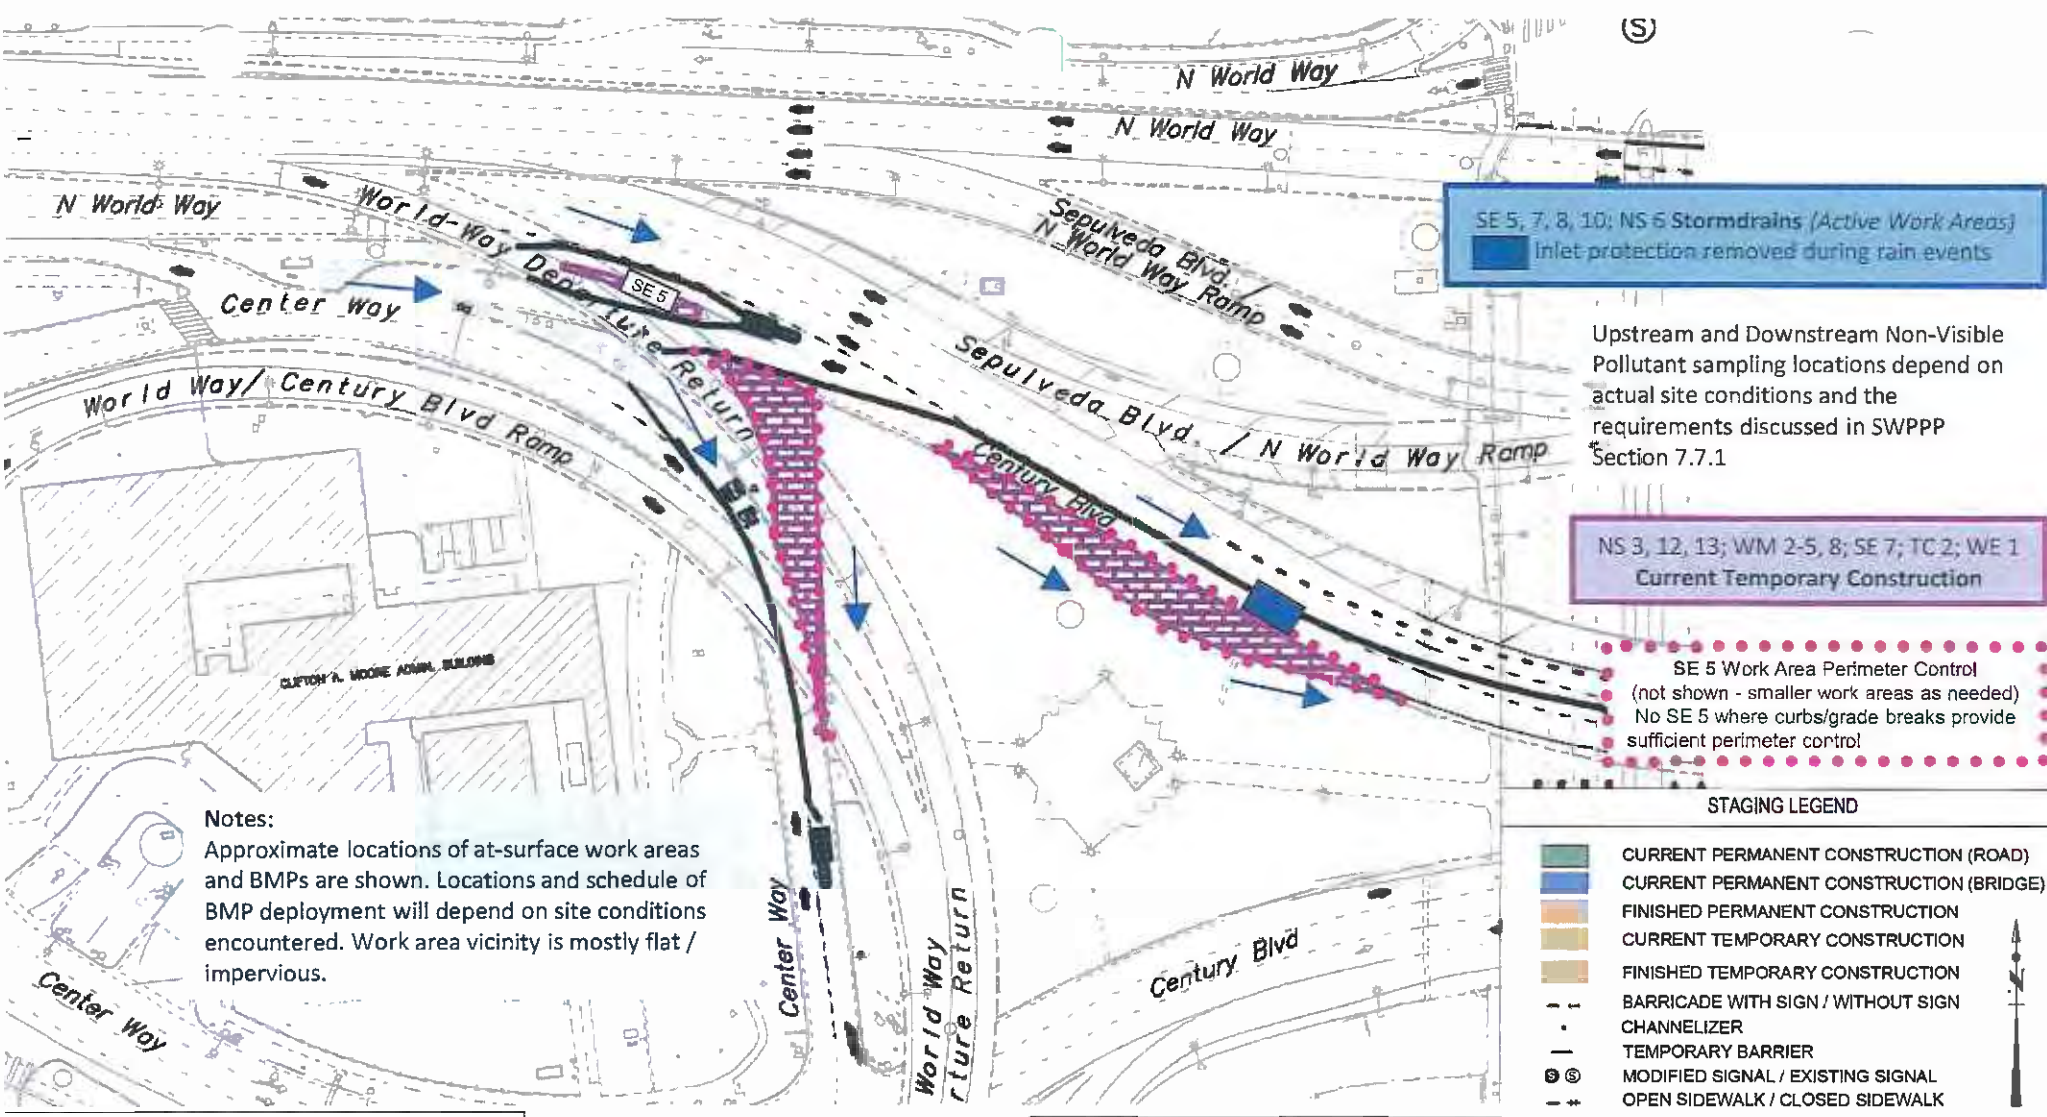 S
N World Way
N World Way
N World Way
World Way Departure Return
Sepulveda Blvd. /
N World Way Ramp
SE 5
Center Way
World Way/ Century Blvd Ramp
Sepulveda Blvd. / N World Way Ramp
Century Blvd
CLIFTON A. MOORE ADMIN. BUILDING
SE 5, 7, 8, 10; NS 6 Stormdrains (Active Work Areas)
Inlet protection removed during rain events
Upstream and Downstream Non-Visible
Pollutant sampling locations depend on
actual site conditions and the
requirements discussed in SWPPP
Section 7.7.1
NS 3, 12, 13; WM 2-5, 8; SE 7; TC 2; WE 1
Current Temporary Construction
SE 5 Work Area Perimeter Control
(not shown - smaller work areas as needed)
No SE 5 where curbs/grade breaks provide
sufficient perimeter control
Notes:
Approximate locations of at-surface work areas
and BMPs are shown. Locations and schedule of
BMP deployment will depend on site conditions
encountered. Work area vicinity is mostly flat /
impervious.
Center Way
Center Way
World Way
rture Return
Century Blvd
STAGING LEGEND
CURRENT PERMANENT CONSTRUCTION (ROAD)
CURRENT PERMANENT CONSTRUCTION (BRIDGE)
FINISHED PERMANENT CONSTRUCTION
CURRENT TEMPORARY CONSTRUCTION
FINISHED TEMPORARY CONSTRUCTION
BARRICADE WITH SIGN / WITHOUT SIGN
CHANNELIZER
TEMPORARY BARRIER
S S MODIFIED SIGNAL / EXISTING SIGNAL
OPEN SIDEWALK / CLOSED SIDEWALK
N